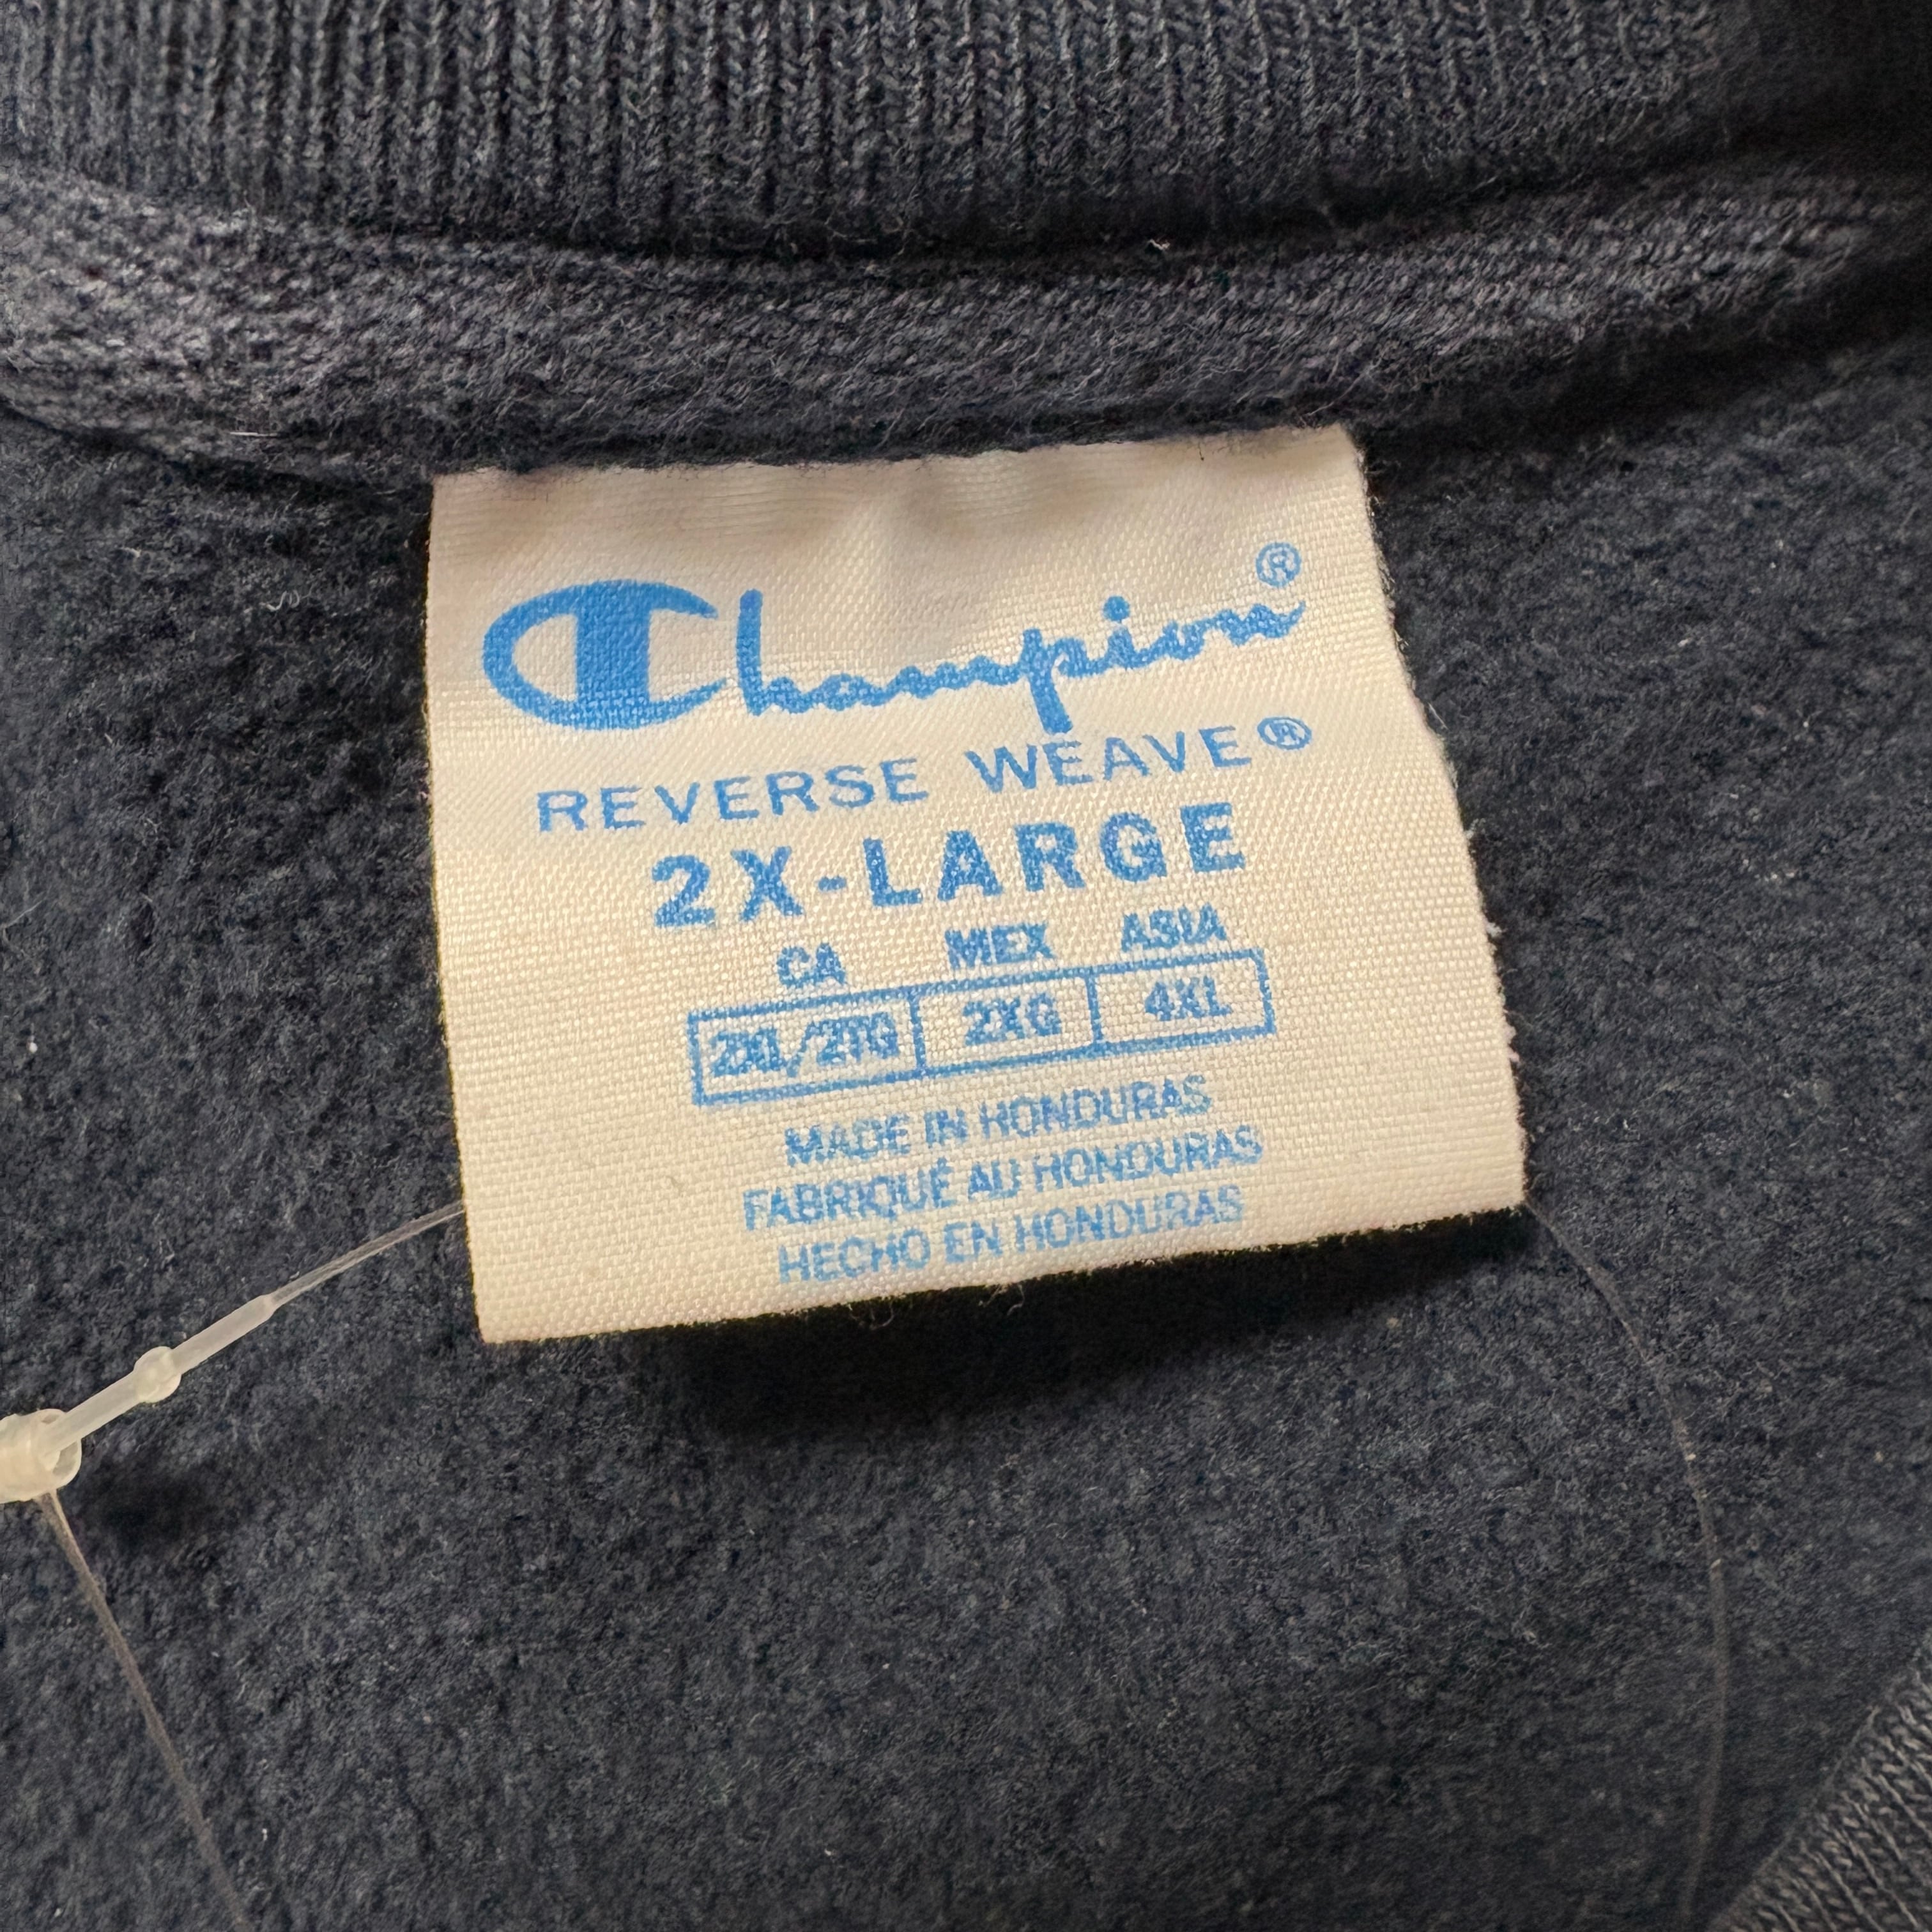 Champion®
REVERSE WEAVE®
2X-LARGE
CA MEX ASIA
2XL/2TG 2XG 4XL
MADE IN HONDURAS
FABRIQUÉ AU HONDURAS
HECHO EN HONDURAS